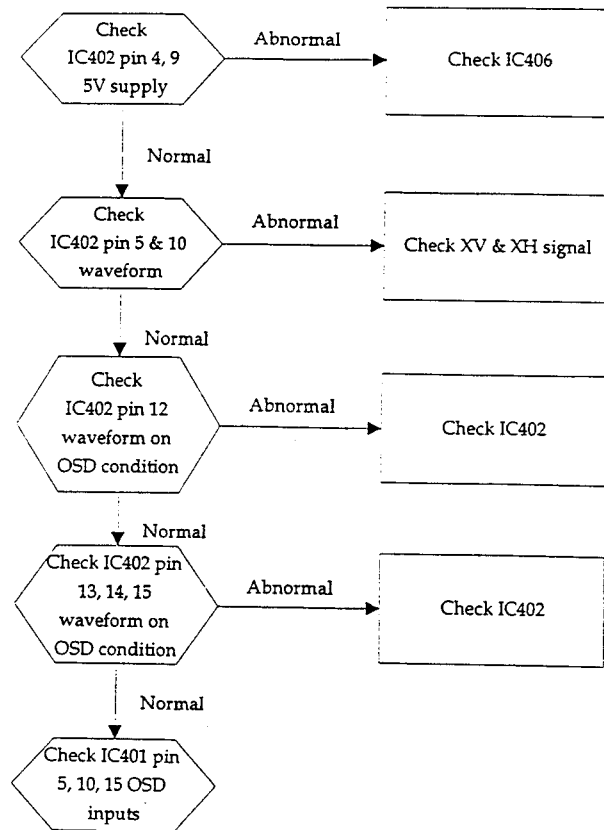 Check
IC402 pin 4, 9
5V supply
Abnormal
Check IC406
Normal
Check
IC402 pin 5 & 10
waveform
Abnormal
Check XV & XH signal
Normal
Check
IC402 pin 12
waveform on
OSD condition
Abnormal
Check IC402
Normal
Check IC402 pin
13, 14, 15
waveform on
OSD condition
Abnormal
Check IC402
Normal
Check IC401 pin
5, 10, 15 OSD
inputs